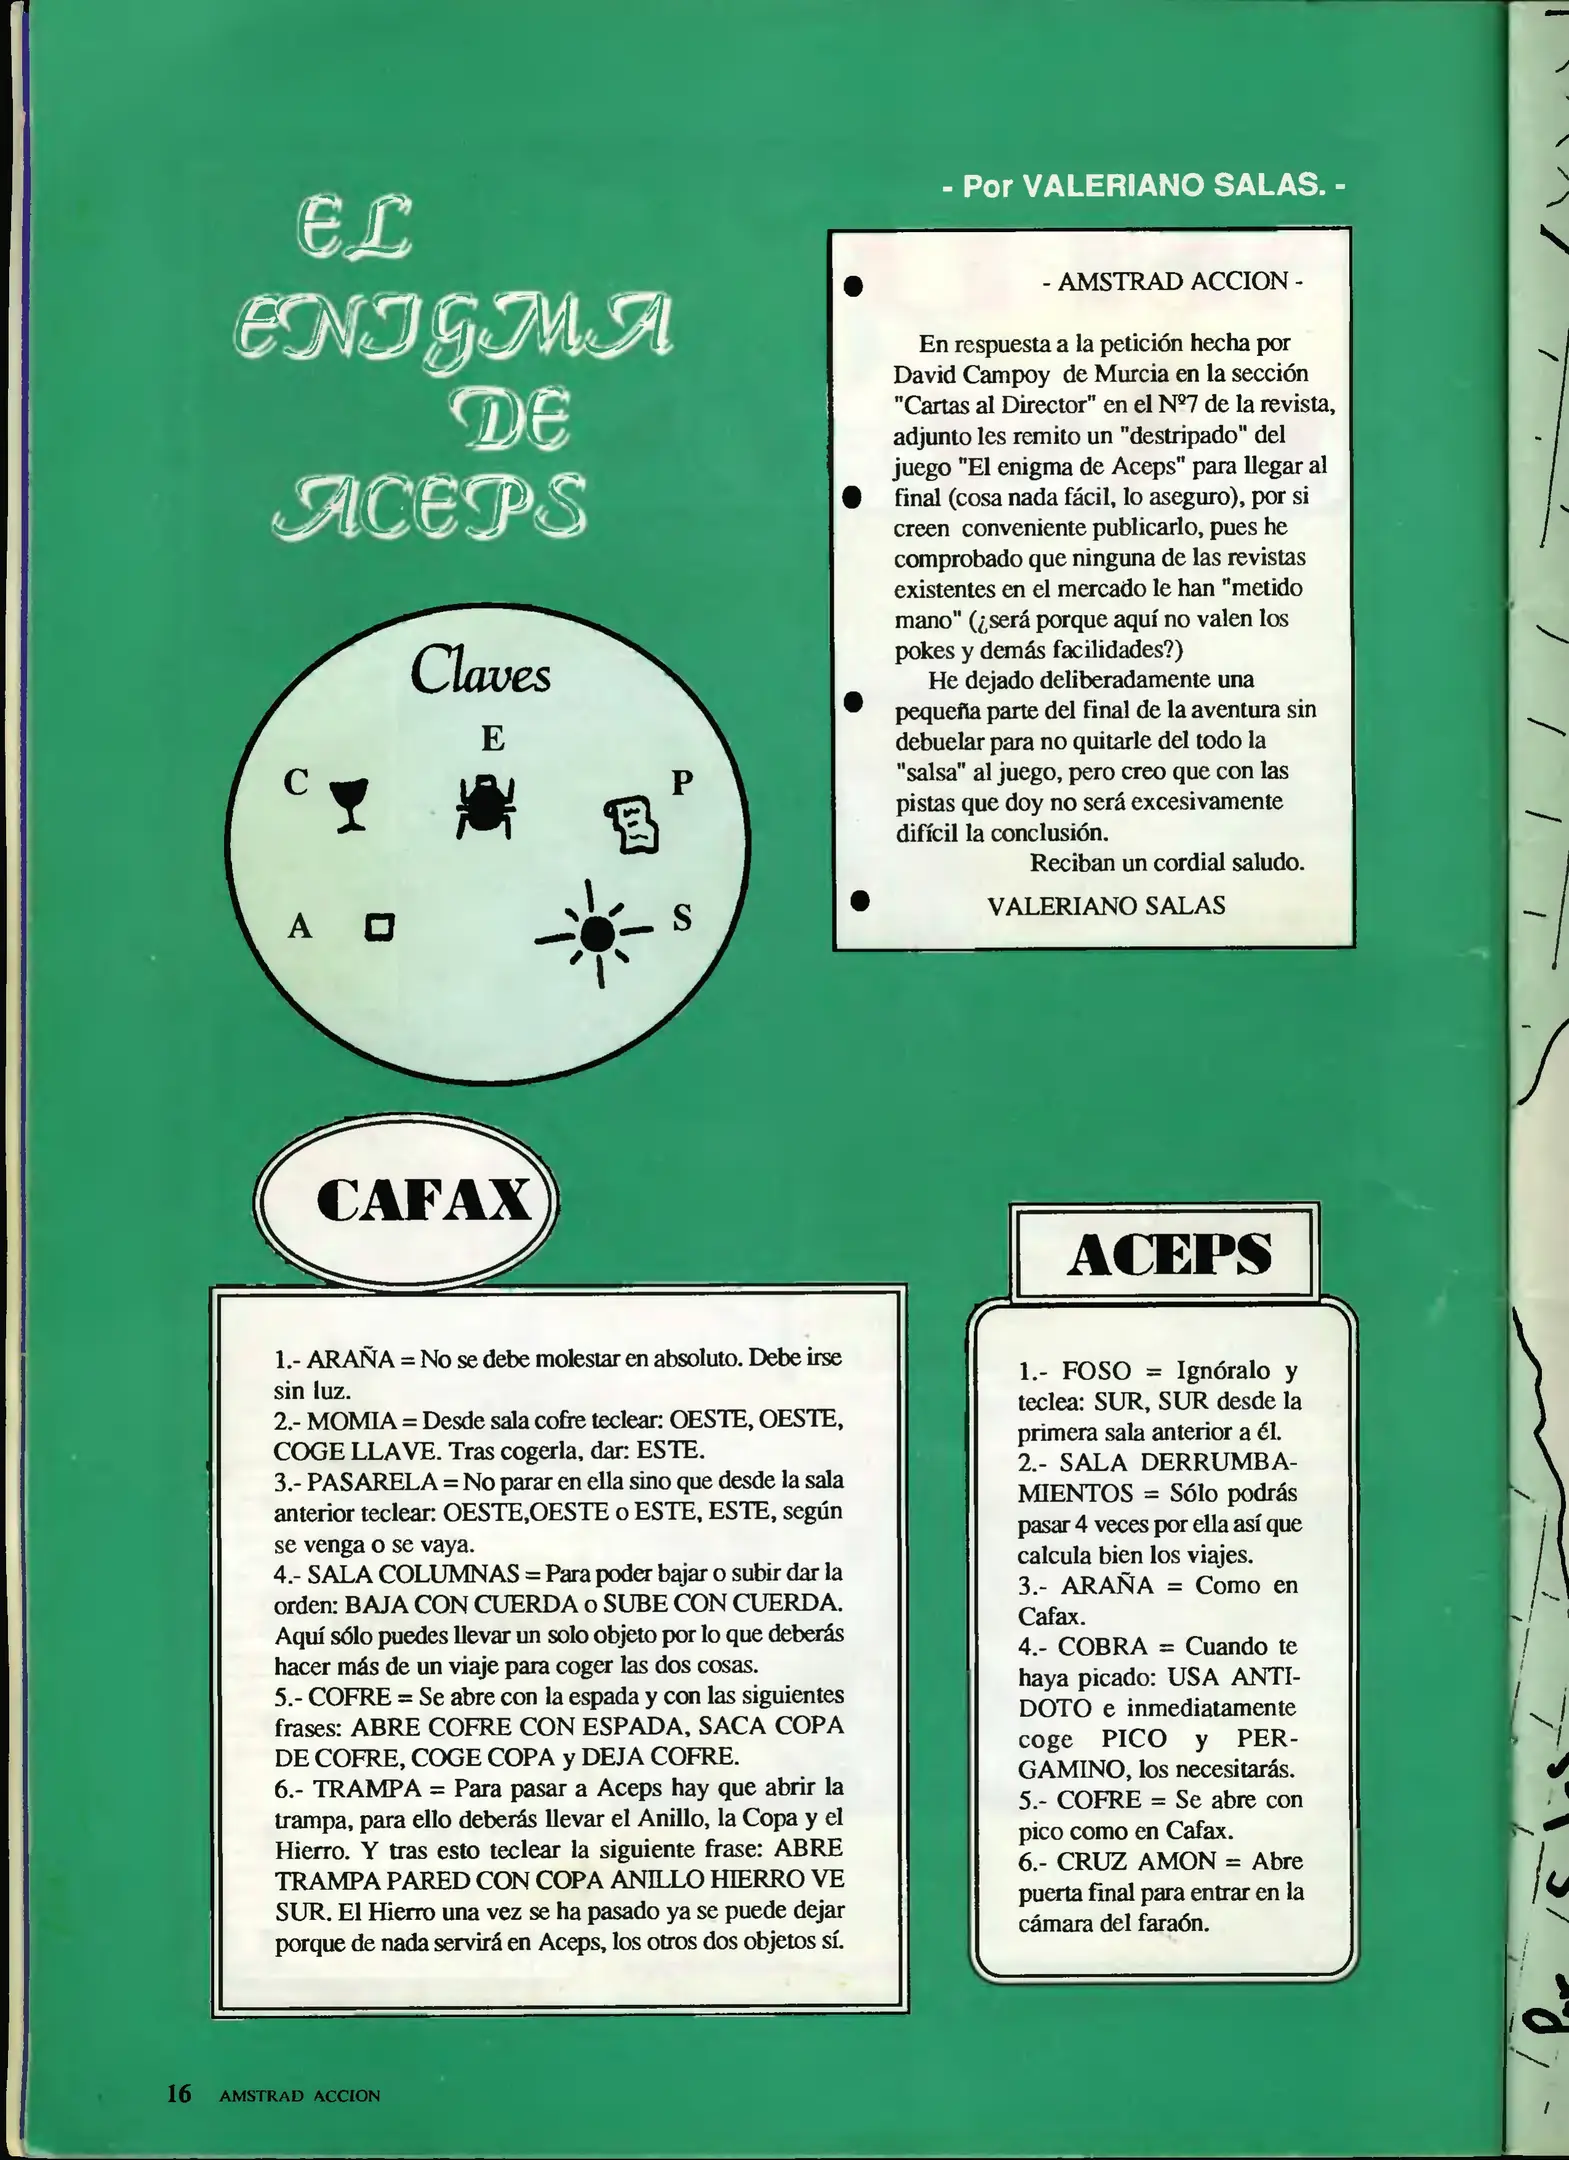 EL
ENIGMA
DE
ACEPS
- Por VALERIANO SALAS. -
- AMSTRAD ACCION -
En respuesta a la petición hecha por
David Campoy de Murcia en la sección
"Cartas al Director" en el Nº7 de la revista,
adjunto les remito un "destripado" del
juego "El enigma de Aceps" para llegar al
final (cosa nada fácil, lo aseguro), por si
creen conveniente publicarlo, pues he
comprobado que ninguna de las revistas
existentes en el mercado le han "metido
mano" (¿será porque aquí no valen los
pokes y demás facilidades?)
He dejado deliberadamente una
pequeña parte del final de la aventura sin
debuelar para no quitarle del todo la
"salsa" al juego, pero creo que con las
pistas que doy no será excesivamente
difícil la conclusión.
Reciban un cordial saludo.
VALERIANO SALAS
Claves
E
C
P
A
S
CAFAX
1.- ARAÑA = No se debe molestar en absoluto. Debe irse
sin luz.
2.- MOMIA = Desde sala cofre teclear: OESTE, OESTE,
COGE LLAVE. Tras cogerla, dar: ESTE.
3.- PASARELA = No parar en ella sino que desde la sala
anterior teclear: OESTE,OESTE o ESTE, ESTE, según
se venga o se vaya.
4.- SALA COLUMNAS = Para poder bajar o subir dar la
orden: BAJA CON CUERDA o SUBE CON CUERDA.
Aquí sólo puedes llevar un solo objeto por lo que deberás
hacer más de un viaje para coger las dos cosas.
5.- COFRE = Se abre con la espada y con las siguientes
frases: ABRE COFRE CON ESPADA, SACA COPA
DE COFRE, COGE COPA y DEJA COFRE.
6.- TRAMPA = Para pasar a Aceps hay que abrir la
trampa, para ello deberás llevar el Anillo, la Copa y el
Hierro. Y tras esto teclear la siguiente frase: ABRE
TRAMPA PARED CON COPA ANILLO HIERRO VE
SUR. El Hierro una vez se ha pasado ya se puede dejar
porque de nada servirá en Aceps, los otros dos objetos sí.
ACEPS
1.- FOSO = Ignóralo y
teclea: SUR, SUR desde la
primera sala anterior a él.
2.- SALA DERRUMBA-
MIENTOS = Sólo podrás
pasar 4 veces por ella así que
calcula bien los viajes.
3.- ARAÑA = Como en
Cafax.
4.- COBRA = Cuando te
haya picado: USA ANTI-
DOTO e inmediatamente
coge PICO y PER-
GAMINO, los necesitarás.
5.- COFRE = Se abre con
pico como en Cafax.
6.- CRUZ AMON = Abre
puerta final para entrar en la
cámara del faraón.
16 AMSTRAD ACCION